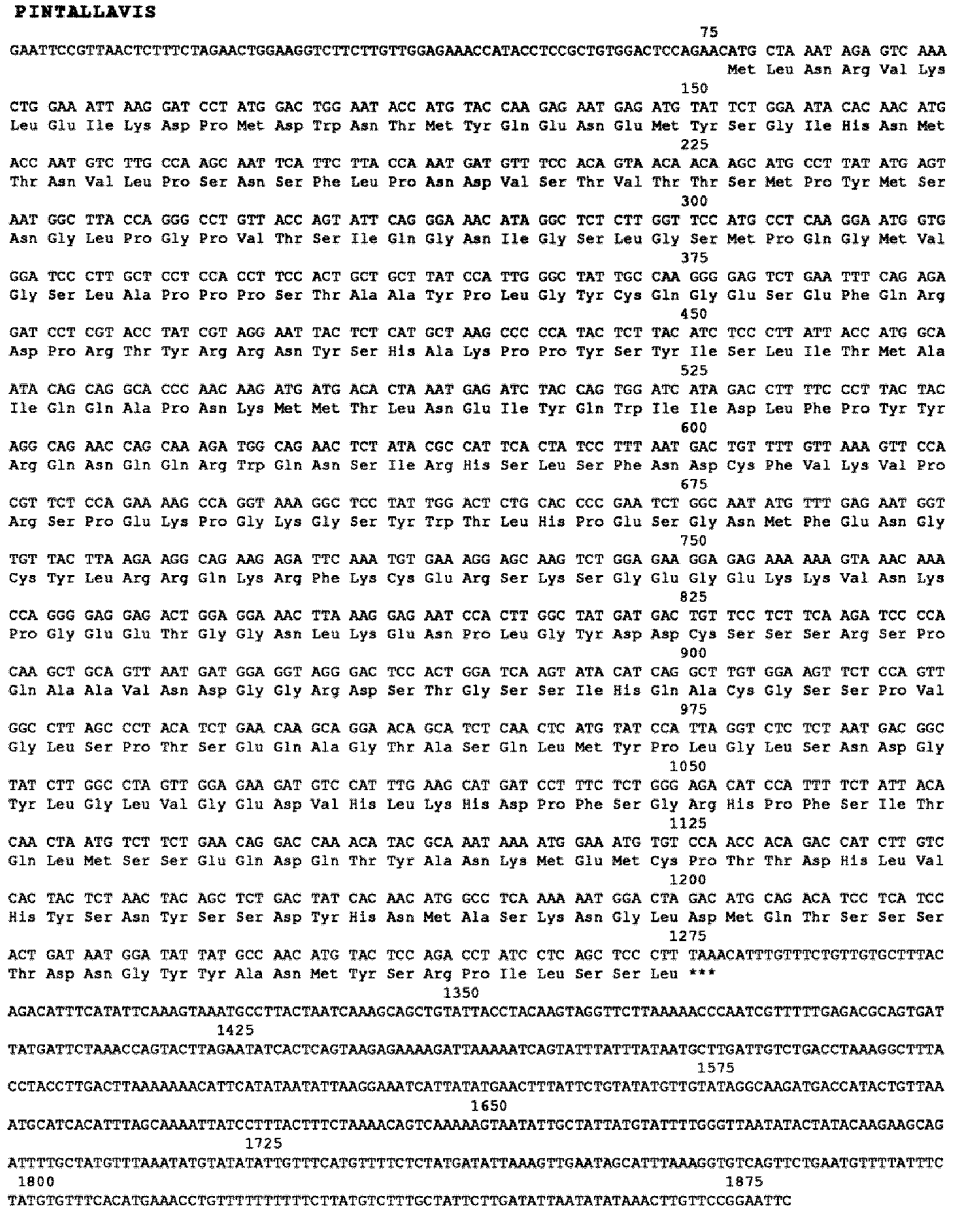 PINTALLAVIS
75
GAATTCCGTTAACTCTTTCTAGAACTGGAAGGTCTTCTTGTTGGAGAAACCATACCTCCGCTGTGGACTCCAGAACATG CTA AAT AGA GTC AAA
Met Leu Asn Arg Val Lys
150
CTG GAA ATT AAG GAT CCT ATG GAC TGG AAT ACC ATG TAC CAA GAG AAT GAG ATG TAT TCT GGA ATA CAC AAC ATG
Leu Glu Ile Lys Asp Pro Met Asp Trp Asn Thr Met Tyr Gln Glu Asn Glu Met Tyr Ser Gly Ile His Asn Met
225
ACC AAT GTC TTG CCA AGC AAT TCA TTC TTA CCA AAT GAT GTT TCC ACA GTA ACA ACA AGC ATG CCT TAT ATG AGT
Thr Asn Val Leu Pro Ser Asn Ser Phe Leu Pro Asn Asp Val Ser Thr Val Thr Thr Ser Met Pro Tyr Met Ser
300
AAT GGC TTA CCA GGG CCT GTT ACC AGT ATT CAG GGA AAC ATA GGC TCT CTT GGT TCC ATG CCT CAA GGA ATG GTG
Asn Gly Leu Pro Gly Pro Val Thr Ser Ile Gln Gly Asn Ile Gly Ser Leu Gly Ser Met Pro Gln Gly Met Val
375
GGA TCC CTT GCT CCT CCA CCT TCC ACT GCT GCT TAT CCA TTG GGC TAT TGC CAA GGG GAG TCT GAA TTT CAG AGA
Gly Ser Leu Ala Pro Pro Pro Ser Thr Ala Ala Tyr Pro Leu Gly Tyr Cys Gln Gly Glu Ser Glu Phe Gln Arg
450
GAT CCT CGT ACC TAT CGT AGG AAT TAC TCT CAT GCT AAG CCC CCA TAC TCT TAC ATC TCC CTT ATT ACC ATG GCA
Asp Pro Arg Thr Tyr Arg Arg Asn Tyr Ser His Ala Lys Pro Pro Tyr Ser Tyr Ile Ser Leu Ile Thr Met Ala
525
ATA CAG CAG GCA CCC AAC AAG ATG ATG ACA CTA AAT GAG ATC TAC CAG TGG ATC ATA GAC CTT TTC CCT TAC TAC
Ile Gln Gln Ala Pro Asn Lys Met Met Thr Leu Asn Glu Ile Tyr Gln Trp Ile Ile Asp Leu Phe Pro Tyr Tyr
600
AGG CAG AAC CAG CAA AGA TGG CAG AAC TCT ATA CGC CAT TCA CTA TCC TTT AAT GAC TGT TTT GTT AAA GTT CCA
Arg Gln Asn Gln Gln Arg Trp Gln Asn Ser Ile Arg His Ser Leu Ser Phe Asn Asp Cys Phe Val Lys Val Pro
675
CGT TCT CCA GAA AAG CCA GGT AAA GGC TCC TAT TGG ACT CTG CAC CCC GAA TCT GGC AAT ATG TTT GAG AAT GGT
Arg Ser Pro Glu Lys Pro Gly Lys Gly Ser Tyr Trp Thr Leu His Pro Glu Ser Gly Asn Met Phe Glu Asn Gly
750
TGT TAC TTA AGA AGG CAG AAG AGA TTC AAA TGT GAA AGG AGC AAG TCT GGA GAA GGA GAG AAA AAA GTA AAC AAA
Cys Tyr Leu Arg Arg Gln Lys Arg Phe Lys Cys Glu Arg Ser Lys Ser Gly Glu Gly Glu Lys Lys Val Asn Lys
825
CCA GGG GAG GAG ACT GGA GGA AAC TTA AAG GAG AAT CCA CTT GGC TAT GAT GAC TGT TCC TCT TCA AGA TCC CCA
Pro Gly Glu Glu Thr Gly Gly Asn Leu Lys Glu Asn Pro Leu Gly Tyr Asp Asp Cys Ser Ser Ser Arg Ser Pro
900
CAA GCT GCA GTT AAT GAT GGA GGT AGG GAC TCC ACT GGA TCA AGT ATA CAT CAG GCT TGT GGA AGT TCT CCA GTT
Gln Ala Ala Val Asn Asp Gly Gly Arg Asp Ser Thr Gly Ser Ser Ile His Gln Ala Cys Gly Ser Ser Pro Val
975
GGC CTT AGC CCT ACA TCT GAA CAA GCA GGA ACA GCA TCT CAA CTC ATG TAT CCA TTA GGT CTC TCT AAT GAC GGC
Gly Leu Ser Pro Thr Ser Glu Gln Ala Gly Thr Ala Ser Gln Leu Met Tyr Pro Leu Gly Leu Ser Asn Asp Gly
1050
TAT CTT GGC CTA GTT GGA GAA GAT GTC CAT TTG AAG CAT GAT CCT TTC TCT GGG AGA CAT CCA TTT TCT ATT ACA
Tyr Leu Gly Leu Val Gly Glu Asp Val His Leu Lys His Asp Pro Phe Ser Gly Arg His Pro Phe Ser Ile Thr
1125
CAA CTA ATG TCT TCT GAA CAG GAC CAA ACA TAC GCA AAT AAA ATG GAA ATG TGT CCA ACC ACA GAC CAT CTT GTC
Gln Leu Met Ser Ser Glu Gln Asp Gln Thr Tyr Ala Asn Lys Met Glu Met Cys Pro Thr Thr Asp His Leu Val
1200
CAC TAC TCT AAC TAC AGC TCT GAC TAT CAC AAC ATG GCC TCA AAA AAT GGA CTA GAC ATG CAG ACA TCC TCA TCC
His Tyr Ser Asn Tyr Ser Ser Asp Tyr His Asn Met Ala Ser Lys Asn Gly Leu Asp Met Gln Thr Ser Ser Ser
1275
ACT GAT AAT GGA TAT TAT GCC AAC ATG TAC TCC AGA CCT ATC CTC AGC TCC CTT TAAACATTTGTTTCTGTTGTGCTTTAC
Thr Asp Asn Gly Tyr Tyr Ala Asn Met Tyr Ser Arg Pro Ile Leu Ser Ser Leu ***
1350
AGACATTTCATATTCAAAGTAAATGCCTTACTAATCAAAGCAGCTGTATTACCTACAAGTAGGTTCTTAAAAACCCAATCGTTTTTGAGACGCAGTGAT
1425
TATGATTCTAAACCAGTACTTAGAATATCACTCAGTAAGAGAAAAGATTAAAAATCAGTATTTATTTATAATGCTTGATTGTCTGACCTAAAGGCTTTA
1575
CCTACCTTGACTTAAAAAAACATTCATATAATATTAAGGAAATCATTATATGAACTTTATTCTGTATATGTTGTATAGGCAAGATGACCATACTGTTAA
1650
ATGCATCACATTTAGCAAAATTATCCTTTACTTTCTAAAACAGTCAAAAAGTAATATTGCTATTATGTATTTTGGGTTAATATACTATACAAGAAGCAG
1725
ATTTTGCTATGTTTAAATATGTATATATTGTTTCATGTTTTCTCTATGATATTAAAGTTGAATAGCATTTAAAGGTGTCAGTTCTGAATGTTTTATTTC
1800 1875
TATGTGTTTCACATGAAACCTGTTTTTTTTTTCTTATGTCTTTGCTATTCTTGATATTAATATATAAACTTGTTCCGGAATTC